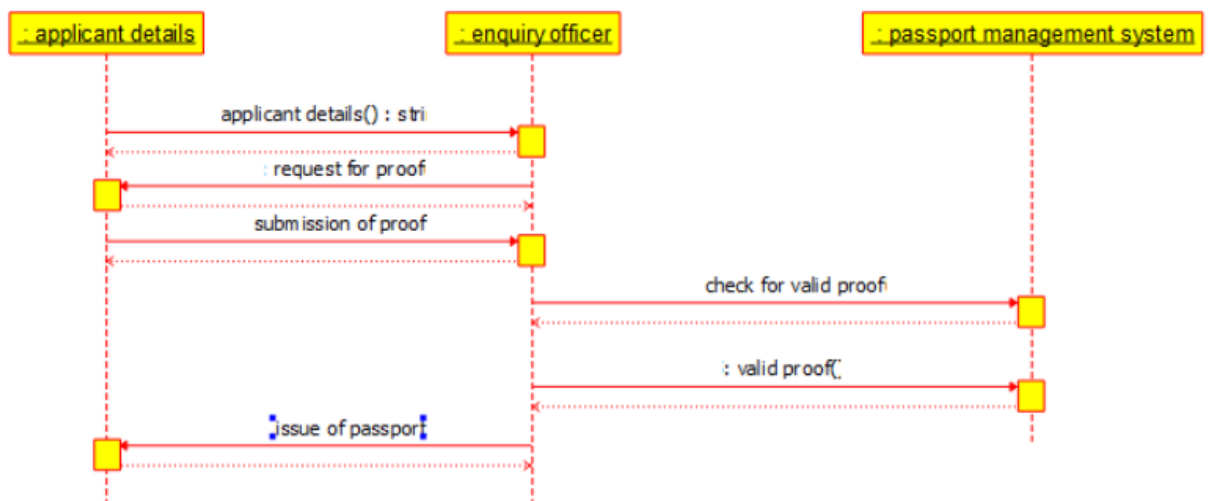 : applicant details
: enquiry officer
: passport management system
applicant details() : stri
: request for proof
submission of proof
check for valid proof
: valid proof(
issue of passport